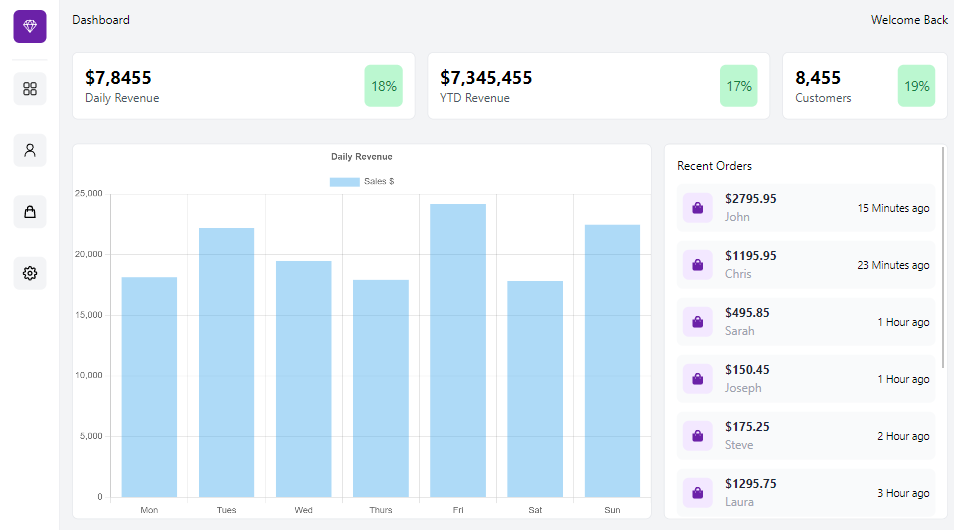 Dashboard
Welcome Back
$7,8455
Daily Revenue
18%
$7,345,455
YTD Revenue
17%
8,455
Customers
19%
Daily Revenue
Sales $
25,000
20,000
15,000
10,000
5,000
0
Mon
Tues
Wed
Thurs
Fri
Sat
Sun
Recent Orders
$2795.95
John
15 Minutes ago
$1195.95
Chris
23 Minutes ago
$495.85
Sarah
1 Hour ago
$150.45
Joseph
1 Hour ago
$175.25
Steve
2 Hour ago
$1295.75
Laura
3 Hour ago